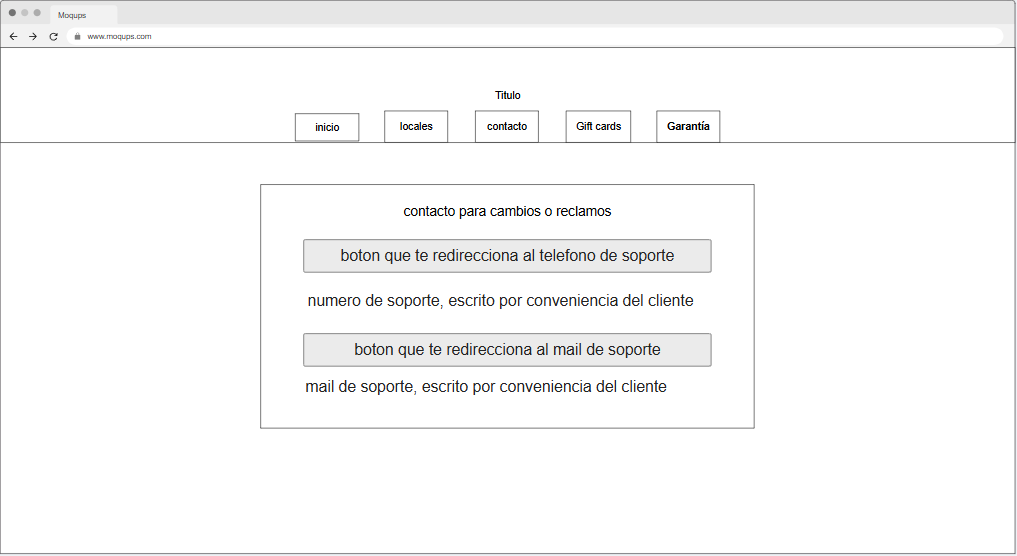 Moqups
www.moqups.com
Titulo
inicio
locales
contacto
Gift cards
Garantía
contacto para cambios o reclamos
boton que te redirecciona al telefono de soporte
numero de soporte, escrito por conveniencia del cliente
boton que te redirecciona al mail de soporte
mail de soporte, escrito por conveniencia del cliente